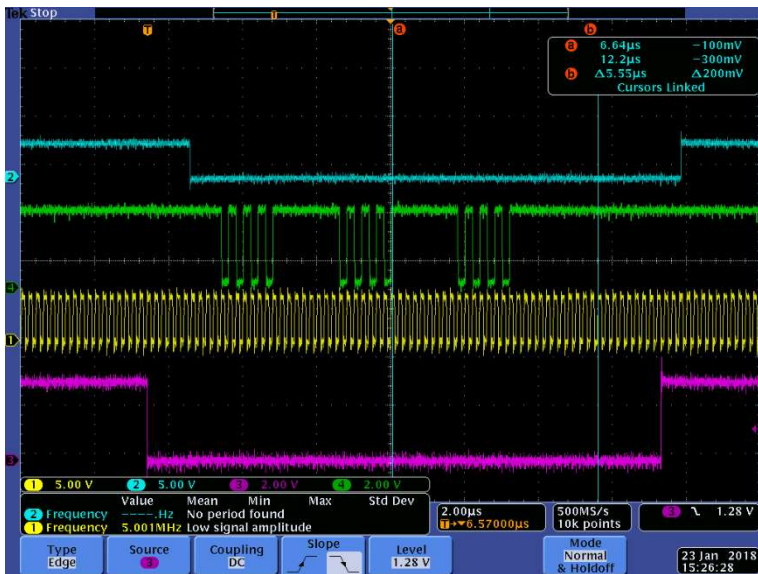 Tek Stop
T
T
a
b
a 6.64µs −100mV
12.2µs −300mV
b Δ5.55µs Δ200mV
Cursors Linked
2
4
1
3
1 5.00 V 2 5.00 V 3 2.00 V 4 2.00 V
Value Mean Min Max Std Dev
2 Frequency ––––.Hz No period found
1 Frequency 5.001MHz Low signal amplitude
2.00µs
T→▼6.57000µs
500MS/s
10k points
3 1.28 V
Type
Edge
Source
3
Coupling
DC
Slope
Level
1.28 V
Mode
Normal
& Holdoff
23 Jan 2018
15:26:28